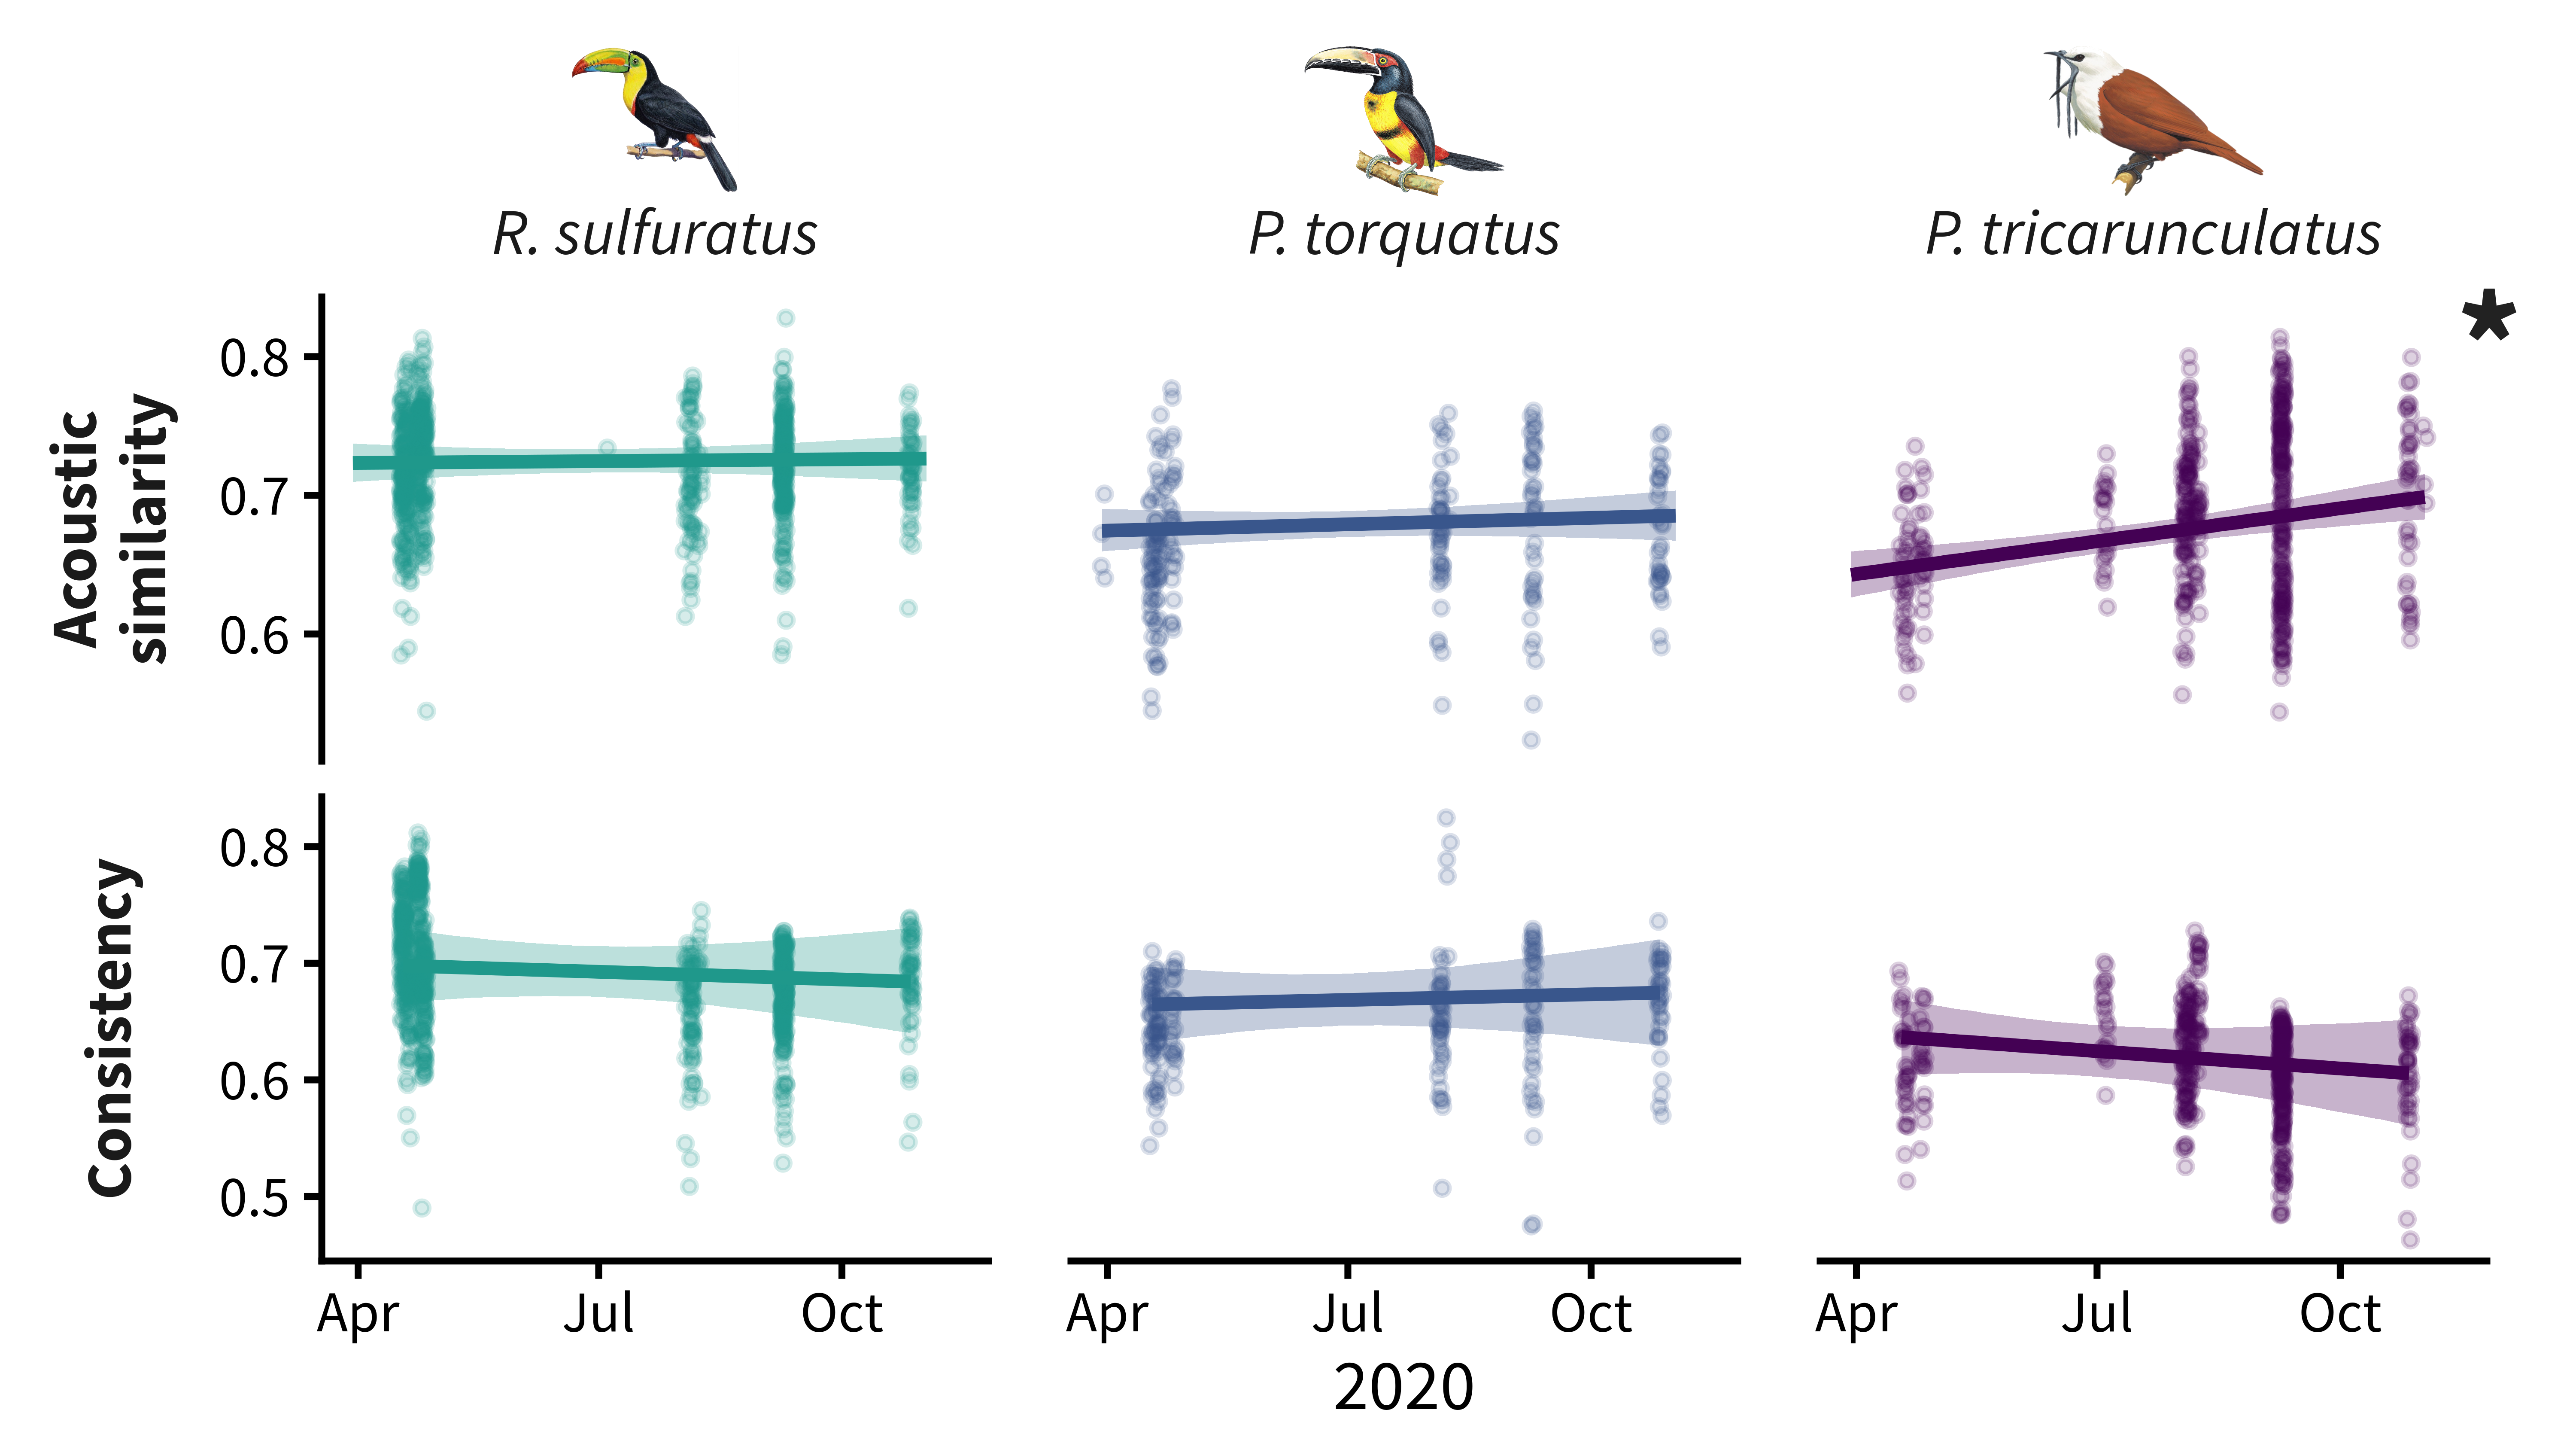 R. sulfuratus
P. torquatus
P. tricarunculatus
*
Acoustic
similarity
0.8
0.7
0.6
Consistency
0.8
0.7
0.6
0.5
Apr Jul Oct
Apr Jul Oct
Apr Jul Oct
2020